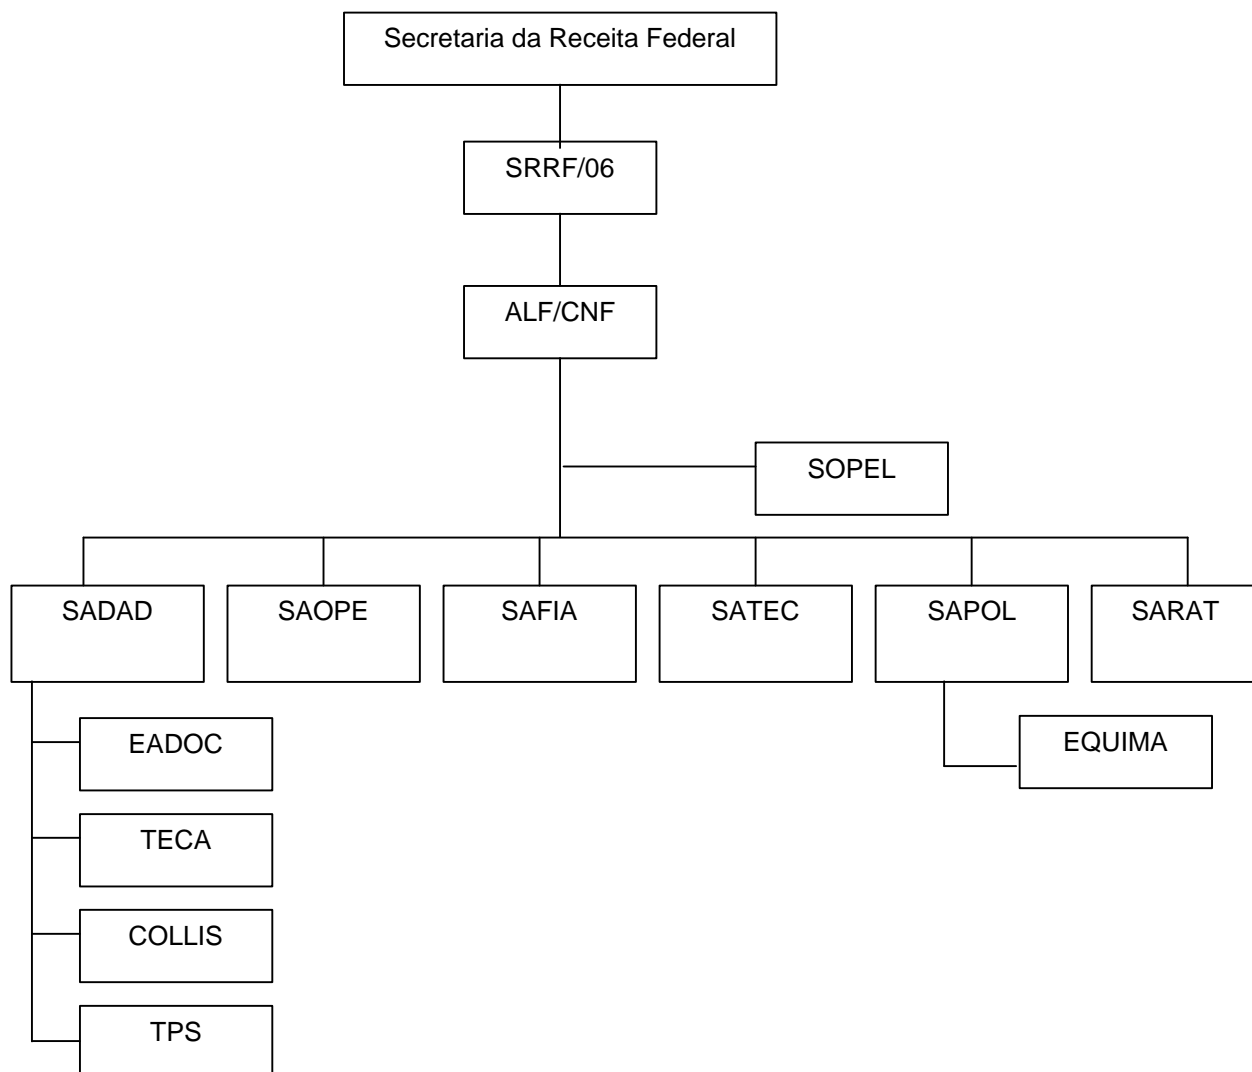 Secretaria da Receita Federal
SRRF/06
ALF/CNF
SOPEL
SADAD
SAOPE
SAFIA
SATEC
SAPOL
SARAT
EADOC
EQUIMA
TECA
COLLIS
TPS